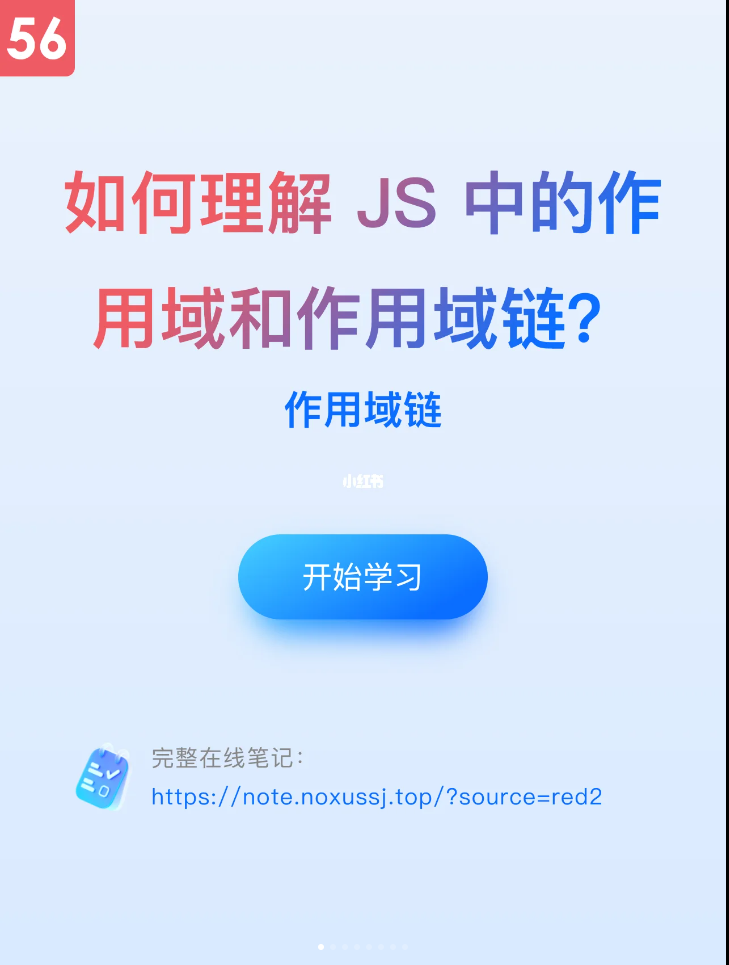 56
如何理解 JS 中的作
用域和作用域链?
作用域链
小红书
开始学习
完整在线笔记:
https://note.noxussj.top/?source=red2